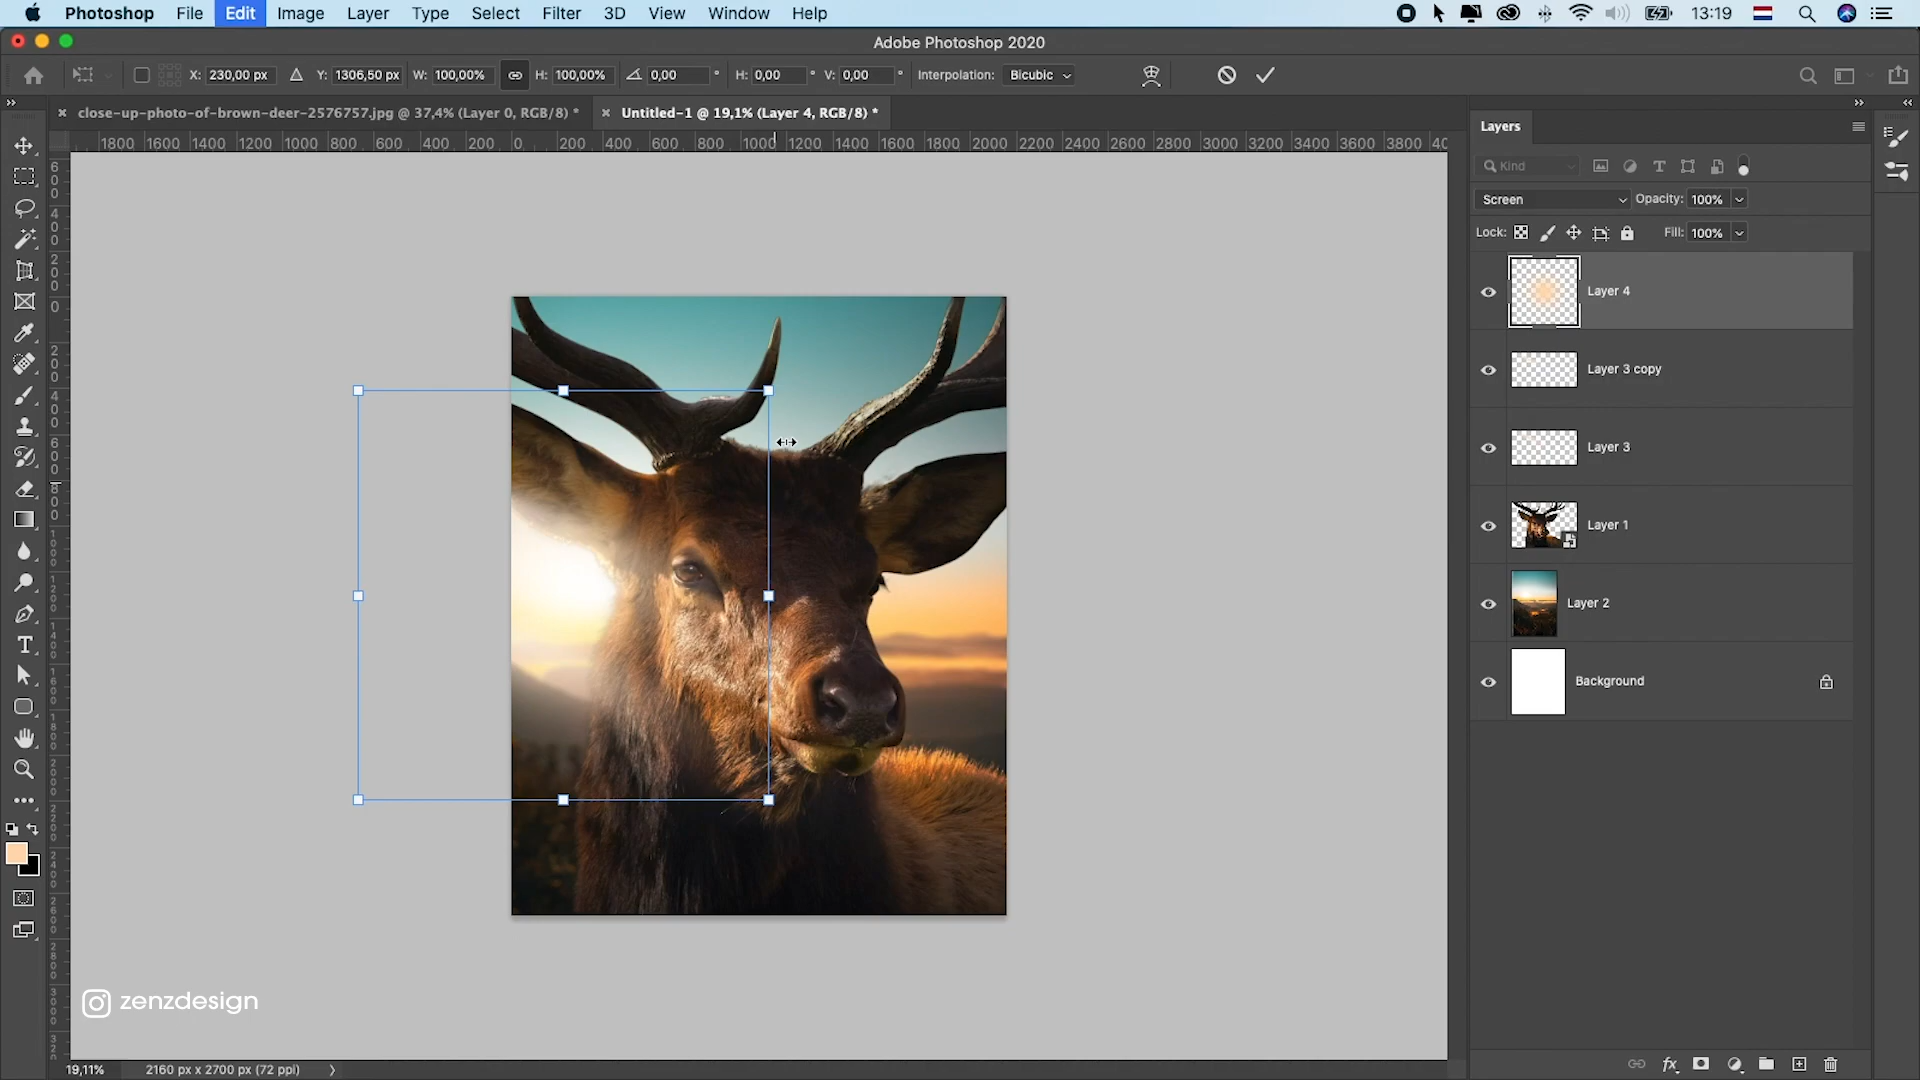 Photoshop File Edit Image Layer Type Select Filter 3D View Window Help 13:19
Adobe Photoshop 2020
X: 230,00 px Y: 1306,50 px W: 100,00% H: 100,00% 0,00 ° H: 0,00 ° V: 0,00 ° Interpolation: Bicubic
close-up-photo-of-brown-deer-2576757.jpg @ 37,4% (Layer 0, RGB/8) * Untitled-1 @ 19,1% (Layer 4, RGB/8) *
1800 1600 1400 1200 1000 800 600 400 200 0 200 400 600 800 1000 1200 1400 1600 1800 2000 2200 2400 2600 2800 3000 3200 3400 3600 3800
Layers
Kind
Screen Opacity: 100%
Lock: Fill: 100%
Layer 4
Layer 3 copy
Layer 3
Layer 1
Layer 2
Background
zenzdesign
19,11% 2160 px x 2700 px (72 ppi)
fx